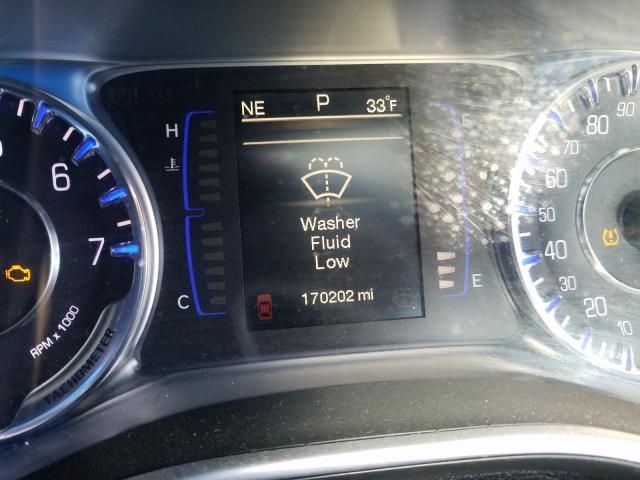 NE P 33°F
H
Washer
Fluid
Low
C
170202 mi
E
6
7
RPM x 1000
TACHOMETER
90
80
70
60
50
40
30
20
10